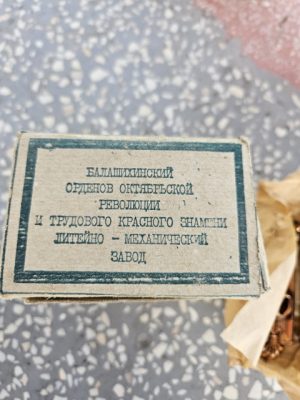 БАЛАШИХИНСКИЙ
ОРДЕНОВ ОКТЯБРЬСКОЙ
РЕВОЛЮЦИИ
И ТРУДОВОГО КРАСНОГО ЗНАМЕНИ
ЛИТЕЙНО - МЕХАНИЧЕСКИЙ
ЗАВОД